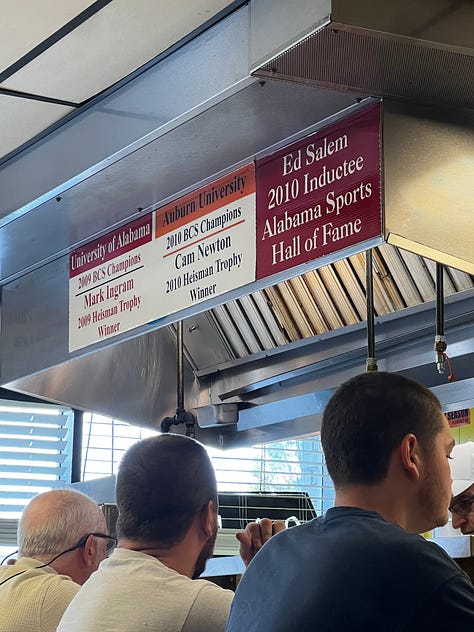 University of Alabama
2009 BCS Champions
Mark Ingram
2009 Heisman Trophy
Winner
Auburn University
2010 BCS Champions
Cam Newton
2010 Heisman Trophy
Winner
Ed Salem
2010 Inductee
Alabama Sports
Hall of Fame
SEASON